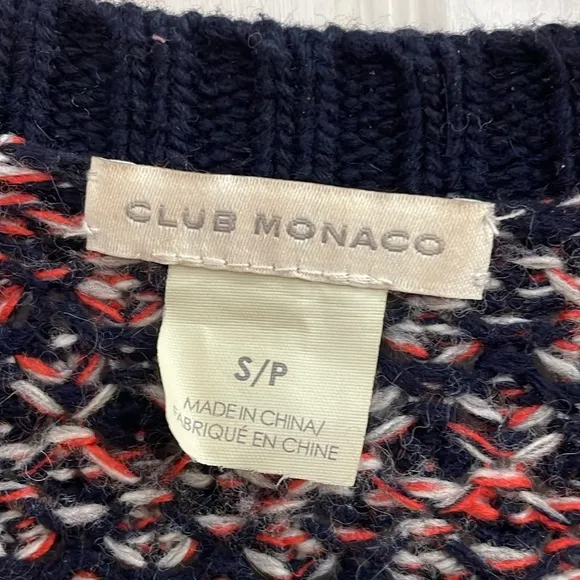 CLUB MONACO
S/P
MADE IN CHINA/
FABRIQUÉ EN CHINE